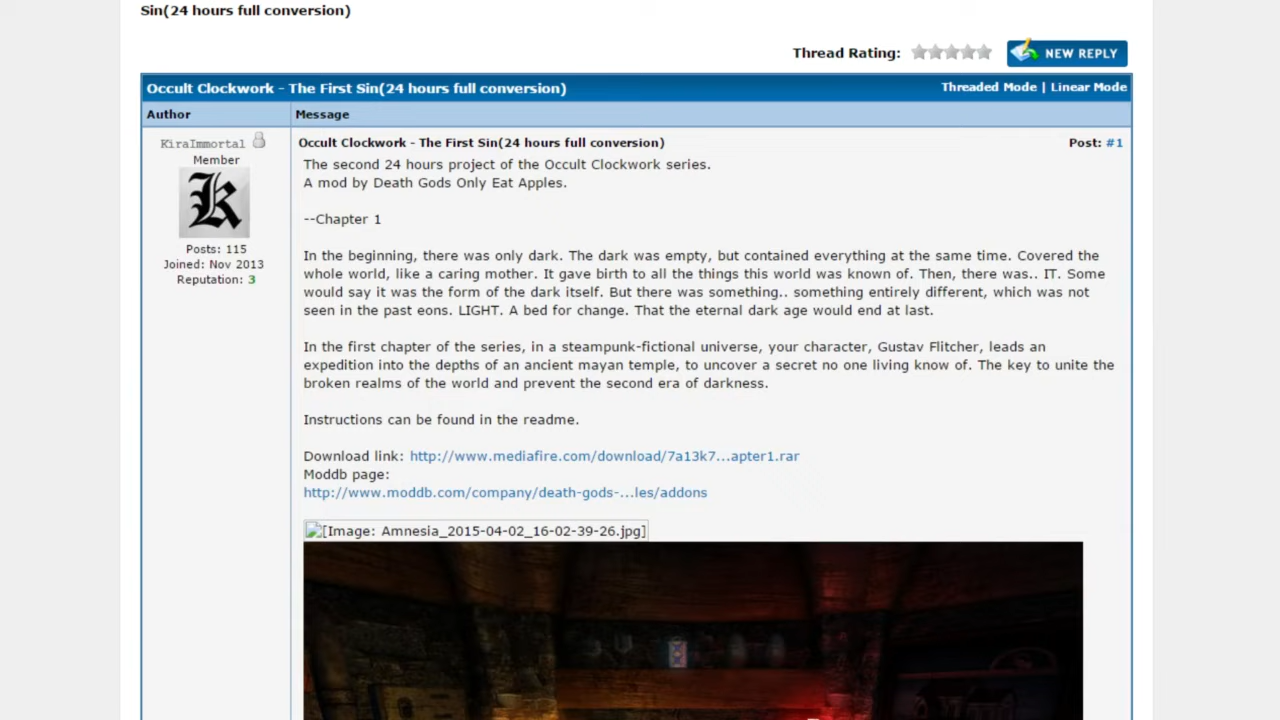 Sin(24 hours full conversion)
Thread Rating:
NEW REPLY
Occult Clockwork - The First Sin(24 hours full conversion)
Threaded Mode | Linear Mode
Author
Message
KiraImmortal
Member
Posts: 115
Joined: Nov 2013
Reputation: 3
Occult Clockwork - The First Sin(24 hours full conversion)
Post: #1
The second 24 hours project of the Occult Clockwork series.
A mod by Death Gods Only Eat Apples.
--Chapter 1
In the beginning, there was only dark. The dark was empty, but contained everything at the same time. Covered the
whole world, like a caring mother. It gave birth to all the things this world was known of. Then, there was.. IT. Some
would say it was the form of the dark itself. But there was something.. something entirely different, which was not
seen in the past eons. LIGHT. A bed for change. That the eternal dark age would end at last.
In the first chapter of the series, in a steampunk-fictional universe, your character, Gustav Flitcher, leads an
expedition into the depths of an ancient mayan temple, to uncover a secret no one living know of. The key to unite the
broken realms of the world and prevent the second era of darkness.
Instructions can be found in the readme.
Download link: http://www.mediafire.com/download/7a13k7...apter1.rar
Moddb page:
http://www.moddb.com/company/death-gods-...les/addons
[Image: Amnesia_2015-04-02_16-02-39-26.jpg]